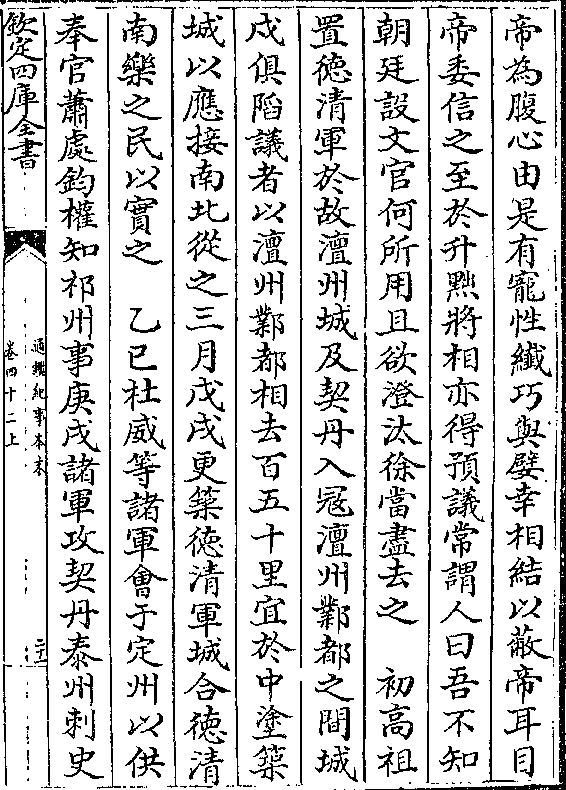 帝為腹心由是有寵性纎巧與嬖幸相結以蔽帝耳目
帝委信之至於升黜將相亦得預議常謂人曰吾不知
朝廷設文官何所用且欲澄汰徐當盡去之　初高祖
置德清軍於故澶州城及契丹入冦澶州鄴都之間城
戍俱陷議者以澶州鄴都相去百五十里宜於中塗築
城以應接南北從之三月戊戌更築德清軍城合德清
南樂之民以實之　乙巳杜威等諸軍會于定州以供
奉官蕭處鈞權知祁州事庚戌諸軍攻契丹泰州刺史
欽定四庫全書
通鑑紀事本末
卷四十二上